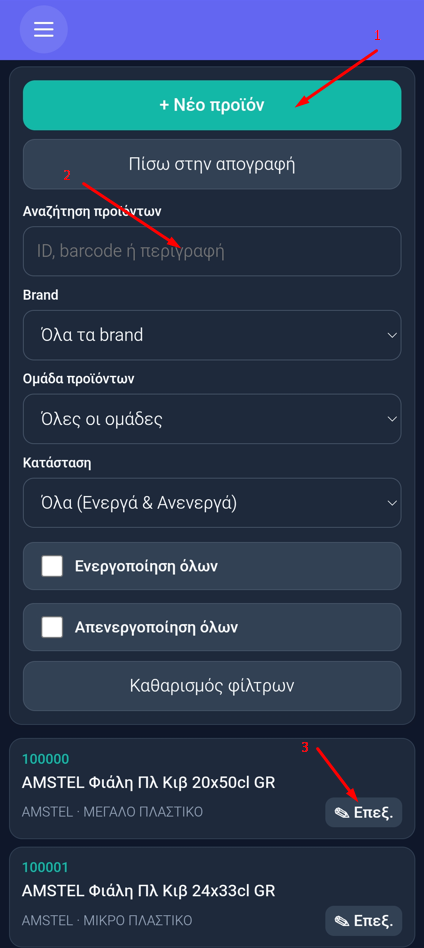 1
+ Νέο προϊόν
Πίσω στην απογραφή
2
Αναζήτηση προϊόντων
ID, barcode ή περιγραφή
Brand
Όλα τα brand
Ομάδα προϊόντων
Όλες οι ομάδες
Κατάσταση
Όλα (Ενεργά & Ανενεργά)
Ενεργοποίηση όλων
Απενεργοποίηση όλων
Καθαρισμός φίλτρων
3
100000
AMSTEL Φιάλη Πλ Κιβ 20x50cl GR
AMSTEL · ΜΕΓΑΛΟ ΠΛΑΣΤΙΚΟ
✎ Επεξ.
100001
AMSTEL Φιάλη Πλ Κιβ 24x33cl GR
AMSTEL · ΜΙΚΡΟ ΠΛΑΣΤΙΚΟ
✎ Επεξ.